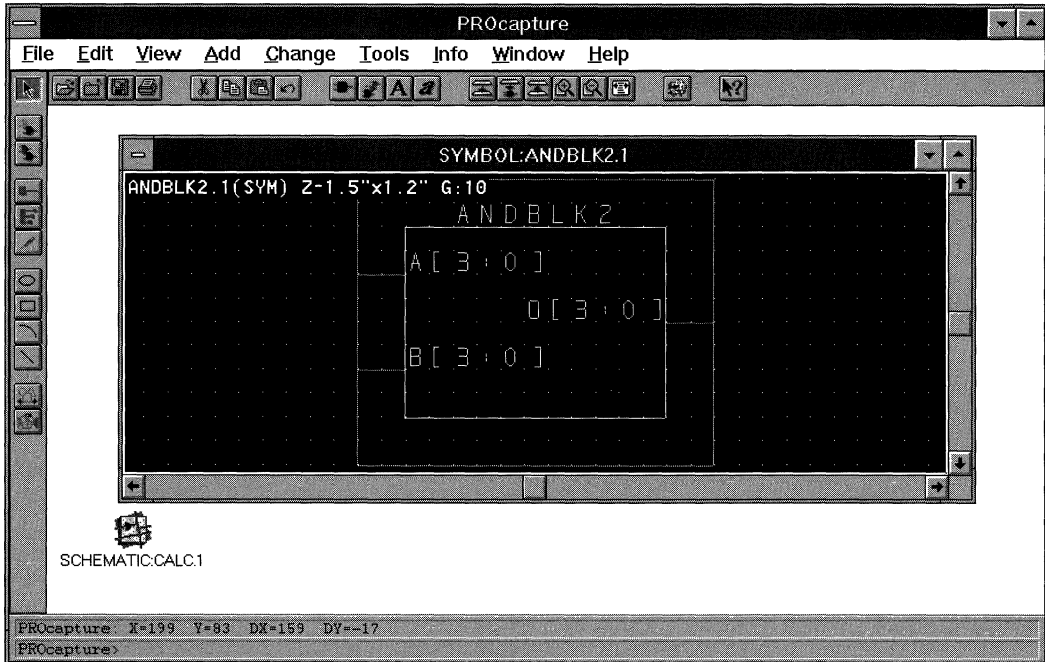 PROcapture
File Edit View Add Change Tools Info Window Help
SYMBOL:ANDBLK2.1
ANDBLK2.1(SYM) Z-1.5"x1.2" G:10
ANDBLK2
A[3:0]
O[3:0]
B[3:0]
SCHEMATIC:CALC.1
PROcapture: X=199 Y=83 DX=159 DY=-17
PROcapture>